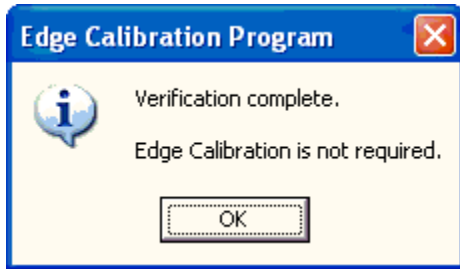 Edge Calibration Program
Verification complete.
Edge Calibration is not required.
OK